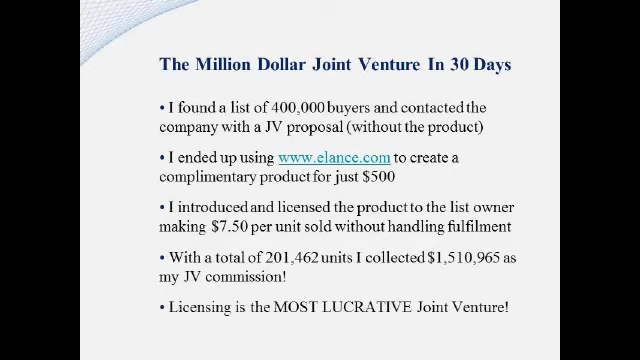 The Million Dollar Joint Venture In 30 Days
• I found a list of 400,000 buyers and contacted the
company with a JV proposal (without the product)
• I ended up using www.elance.com to create a
complimentary product for just $500
• I introduced and licensed the product to the list owner
making $7.50 per unit sold without handling fulfilment
• With a total of 201,462 units I collected $1,510,965 as
my JV commission!
• Licensing is the MOST LUCRATIVE Joint Venture!